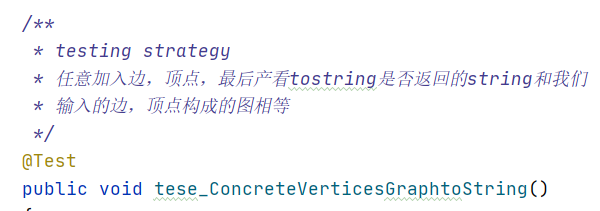 /**
* testing strategy
* 任意加入边，顶点，最后产看tostring是否返回的string和我们
* 输入的边，顶点构成的图相等
*/
@Test
public void tese_ConcreteVerticesGraphtoString()
{